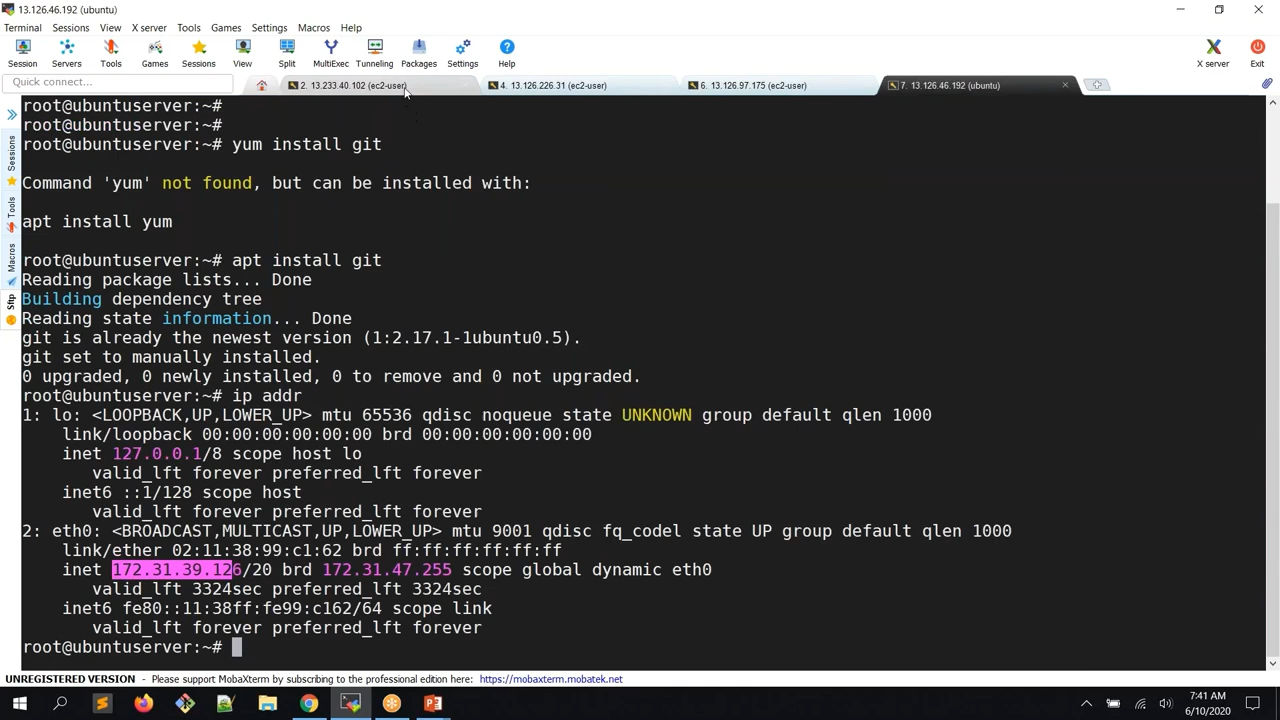 13.126.46.192 (ubuntu)
Terminal Sessions View X server Tools Games Settings Macros Help
Session Servers Tools Games Sessions View Split MultiExec Tunneling Packages Settings Help X server Exit
Quick connect...
2. 13.233.40.102 (ec2-user)
4. 13.126.226.31 (ec2-user)
6. 13.126.97.175 (ec2-user)
7. 13.126.46.192 (ubuntu)
Sessions
Tools
Macros
Sftp
root@ubuntuserver:~#
root@ubuntuserver:~#
root@ubuntuserver:~# yum install git
Command 'yum' not found, but can be installed with:
apt install yum
root@ubuntuserver:~# apt install git
Reading package lists... Done
Building dependency tree
Reading state information... Done
git is already the newest version (1:2.17.1-1ubuntu0.5).
git set to manually installed.
0 upgraded, 0 newly installed, 0 to remove and 0 not upgraded.
root@ubuntuserver:~# ip addr
1: lo: <LOOPBACK,UP,LOWER_UP> mtu 65536 qdisc noqueue state UNKNOWN group default qlen 1000
link/loopback 00:00:00:00:00:00 brd 00:00:00:00:00:00
inet 127.0.0.1/8 scope host lo
valid_lft forever preferred_lft forever
inet6 ::1/128 scope host
valid_lft forever preferred_lft forever
2: eth0: <BROADCAST,MULTICAST,UP,LOWER_UP> mtu 9001 qdisc fq_codel state UP group default qlen 1000
link/ether 02:11:38:99:c1:62 brd ff:ff:ff:ff:ff:ff
inet 172.31.39.126/20 brd 172.31.47.255 scope global dynamic eth0
valid_lft 3324sec preferred_lft 3324sec
inet6 fe80::11:38ff:fe99:c162/64 scope link
valid_lft forever preferred_lft forever
root@ubuntuserver:~#
UNREGISTERED VERSION - Please support MobaXterm by subscribing to the professional edition here: https://mobaxterm.mobatek.net
7:41 AM
6/10/2020